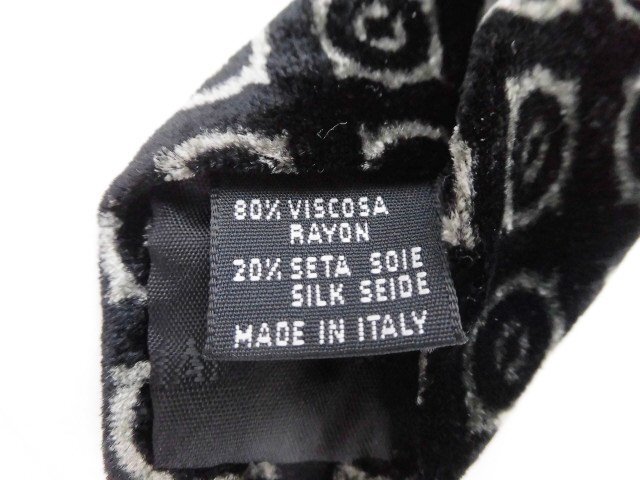 80% VISCOSA
RAYON
20% SETA SOIE
SILK SEIDE
MADE IN ITALY